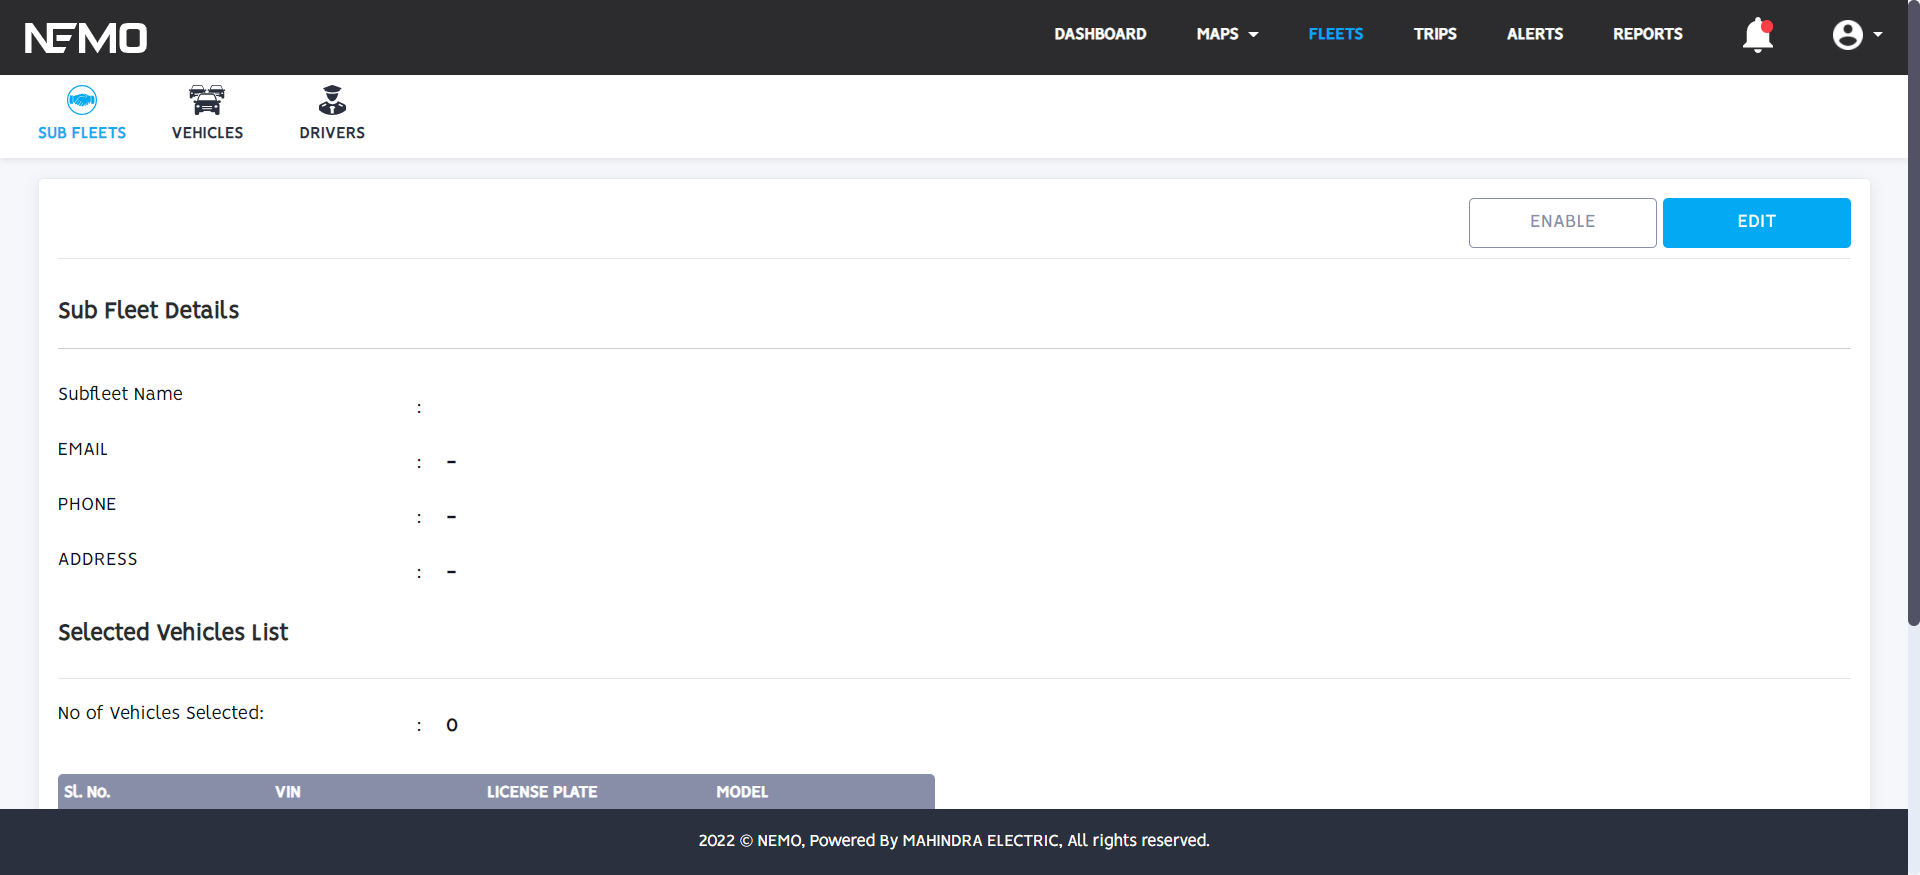 NEMO
DASHBOARD MAPS FLEETS TRIPS ALERTS REPORTS
SUB FLEETS VEHICLES DRIVERS
ENABLE EDIT
Sub Fleet Details
Subfleet Name :
EMAIL : -
PHONE : -
ADDRESS : -
Selected Vehicles List
No of Vehicles Selected: : 0
Sl. No. VIN LICENSE PLATE MODEL
2022 © NEMO, Powered By MAHINDRA ELECTRIC, All rights reserved.